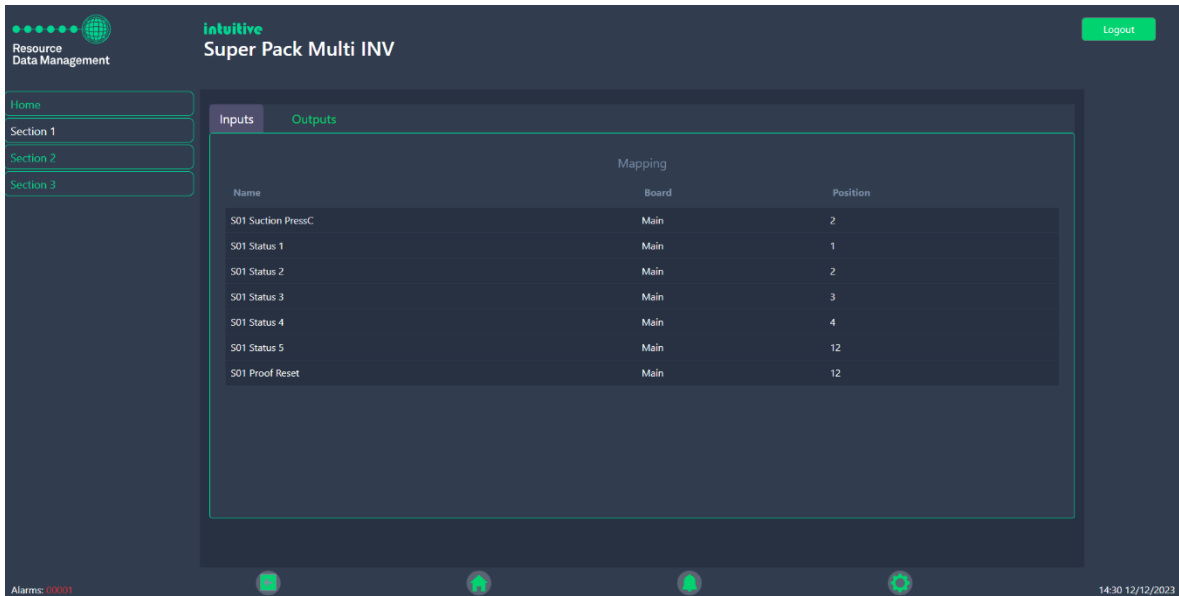 intuitive
Super Pack Multi INV
Logout
Resource
Data Management
Home
Section 1
Section 2
Section 3
Inputs Outputs
Mapping
Name Board Position
S01 Suction PressC Main 2
S01 Status 1 Main 1
S01 Status 2 Main 2
S01 Status 3 Main 3
S01 Status 4 Main 4
S01 Status 5 Main 12
S01 Proof Reset Main 12
Alarms: 00001
14:30 12/12/2023